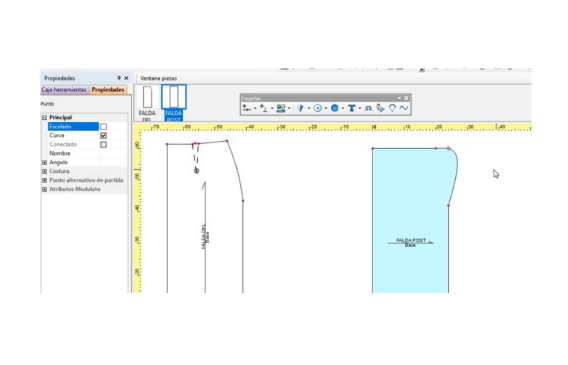 Propiedades
Ventana piezas
Caja herramientas Propiedades
Punto
Principal
Escalado
Curva
Conectado
Nombre
Angulo
Costura
Punto alternativo de partida
Atributos Modulate
FALDA DEL
FALDA POST
Insertar
FALDA DEL
Base
FALDA POST
Base